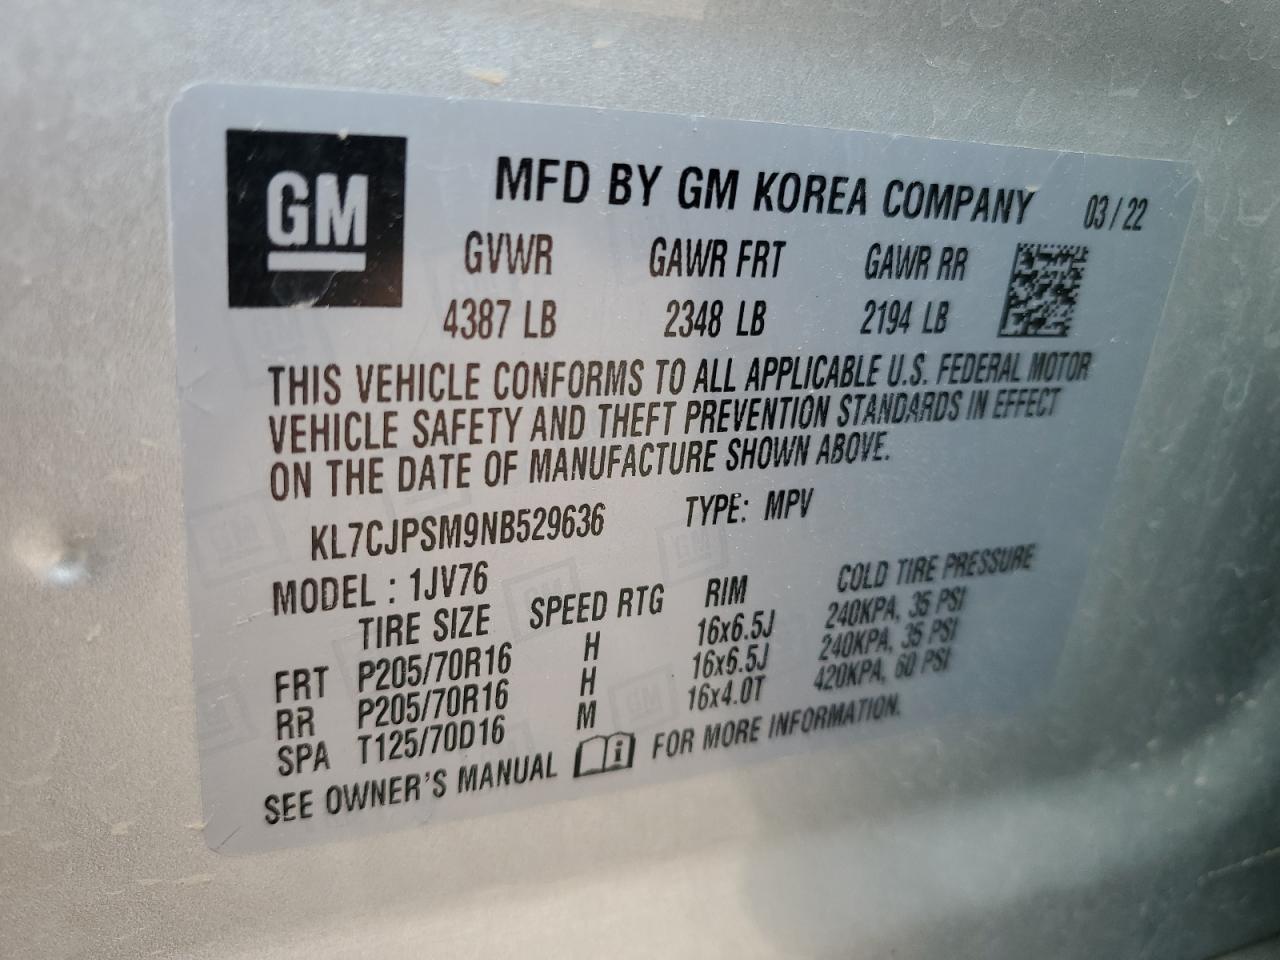 GM
MFD BY GM KOREA COMPANY 03/22
GVWR GAWR FRT GAWR RR
4387 LB 2348 LB 2194 LB
THIS VEHICLE CONFORMS TO ALL APPLICABLE U.S. FEDERAL MOTOR
VEHICLE SAFETY AND THEFT PREVENTION STANDARDS IN EFFECT
ON THE DATE OF MANUFACTURE SHOWN ABOVE.
KL7CJPSM9NB529636 TYPE: MPV
MODEL : 1JV76
TIRE SIZE SPEED RTG RIM COLD TIRE PRESSURE
FRT P205/70R16 H 16x6.5J 240KPA, 35 PSI
RR P205/70R16 H 16x6.5J 240KPA, 35 PSI
SPA T125/70D16 M 16x4.0T 420KPA, 60 PSI
SEE OWNER'S MANUAL i FOR MORE INFORMATION.